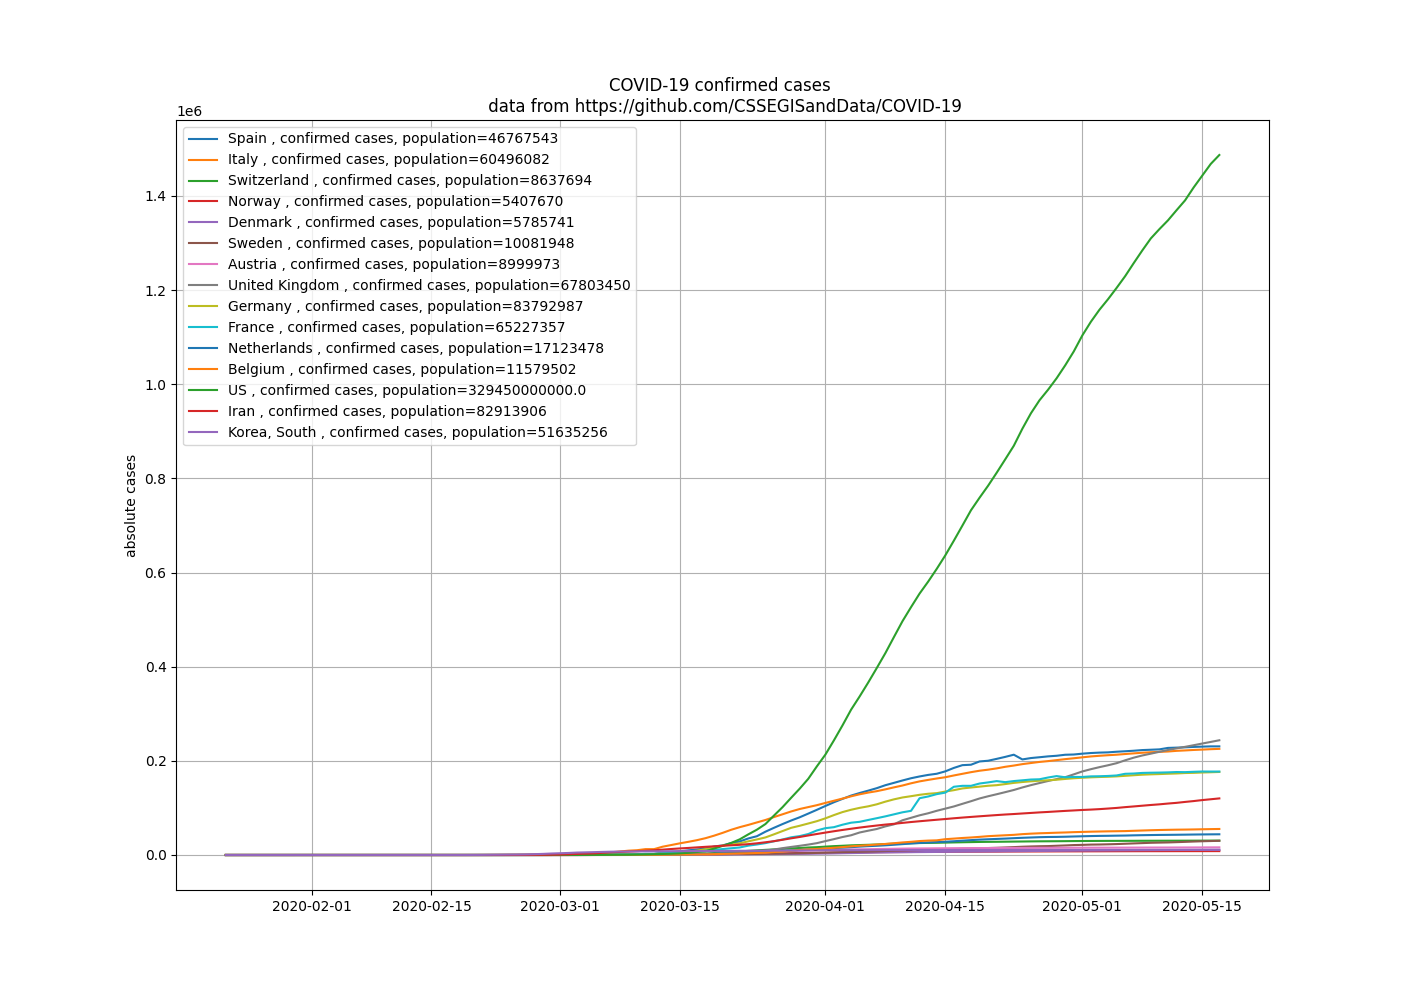 COVID-19 confirmed cases
data from https://github.com/CSSEGISandData/COVID-19
1e6
Spain , confirmed cases, population=46767543
Italy , confirmed cases, population=60496082
Switzerland , confirmed cases, population=8637694
Norway , confirmed cases, population=5407670
Denmark , confirmed cases, population=5785741
Sweden , confirmed cases, population=10081948
Austria , confirmed cases, population=8999973
United Kingdom , confirmed cases, population=67803450
Germany , confirmed cases, population=83792987
France , confirmed cases, population=65227357
Netherlands , confirmed cases, population=17123478
Belgium , confirmed cases, population=11579502
US , confirmed cases, population=329450000000.0
Iran , confirmed cases, population=82913906
Korea, South , confirmed cases, population=51635256
1.4
1.2
1.0
0.8
0.6
0.4
0.2
0.0
absolute cases
2020-02-01
2020-02-15
2020-03-01
2020-03-15
2020-04-01
2020-04-15
2020-05-01
2020-05-15